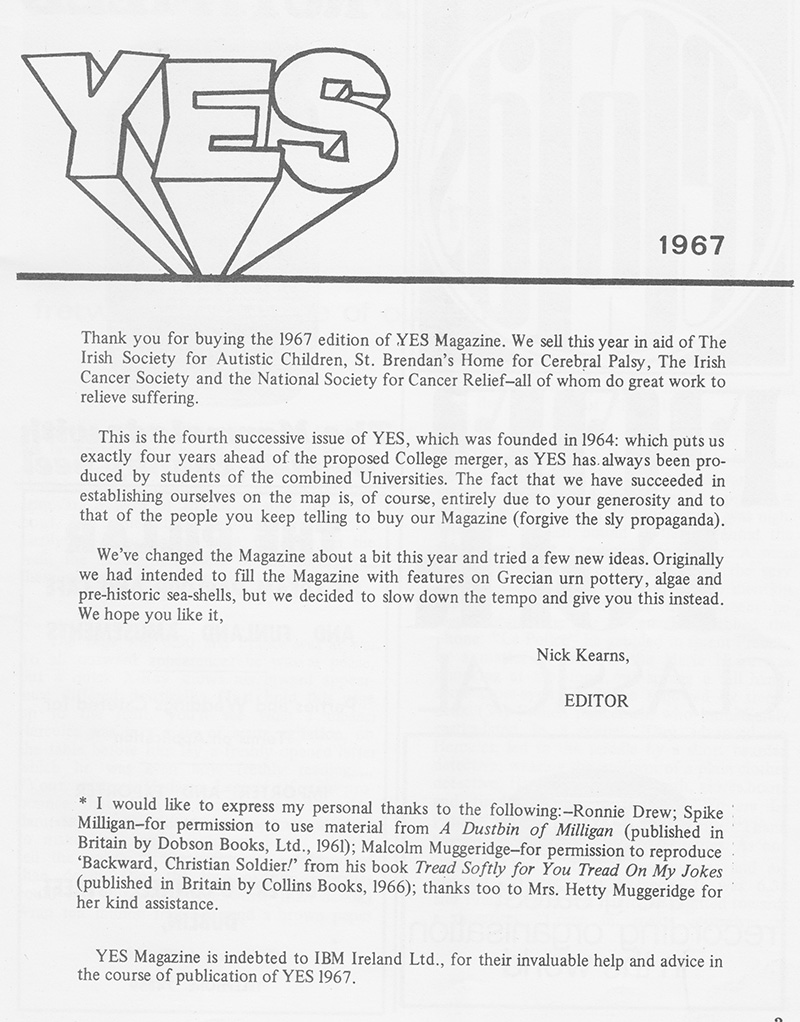 YES
1967
Thank you for buying the 1967 edition of YES Magazine. We sell this year in aid of The
Irish Society for Autistic Children, St. Brendan's Home for Cerebral Palsy, The Irish
Cancer Society and the National Society for Cancer Relief–all of whom do great work to
relieve suffering.
This is the fourth successive issue of YES, which was founded in 1964: which puts us
exactly four years ahead of the proposed College merger, as YES has always been pro-
duced by students of the combined Universities. The fact that we have succeeded in
establishing ourselves on the map is, of course, entirely due to your generosity and to
that of the people you keep telling to buy our Magazine (forgive the sly propaganda).
We've changed the Magazine about a bit this year and tried a few new ideas. Originally
we had intended to fill the Magazine with features on Grecian urn pottery, algae and
pre-historic sea-shells, but we decided to slow down the tempo and give you this instead.
We hope you like it,
Nick Kearns,
EDITOR
* I would like to express my personal thanks to the following:–Ronnie Drew; Spike
Milligan–for permission to use material from A Dustbin of Milligan (published in
Britain by Dobson Books, Ltd., 1961); Malcolm Muggeridge–for permission to reproduce
'Backward, Christian Soldier!' from his book Tread Softly for You Tread On My Jokes
(published in Britain by Collins Books, 1966); thanks too to Mrs. Hetty Muggeridge for
her kind assistance.
YES Magazine is indebted to IBM Ireland Ltd., for their invaluable help and advice in
the course of publication of YES 1967.